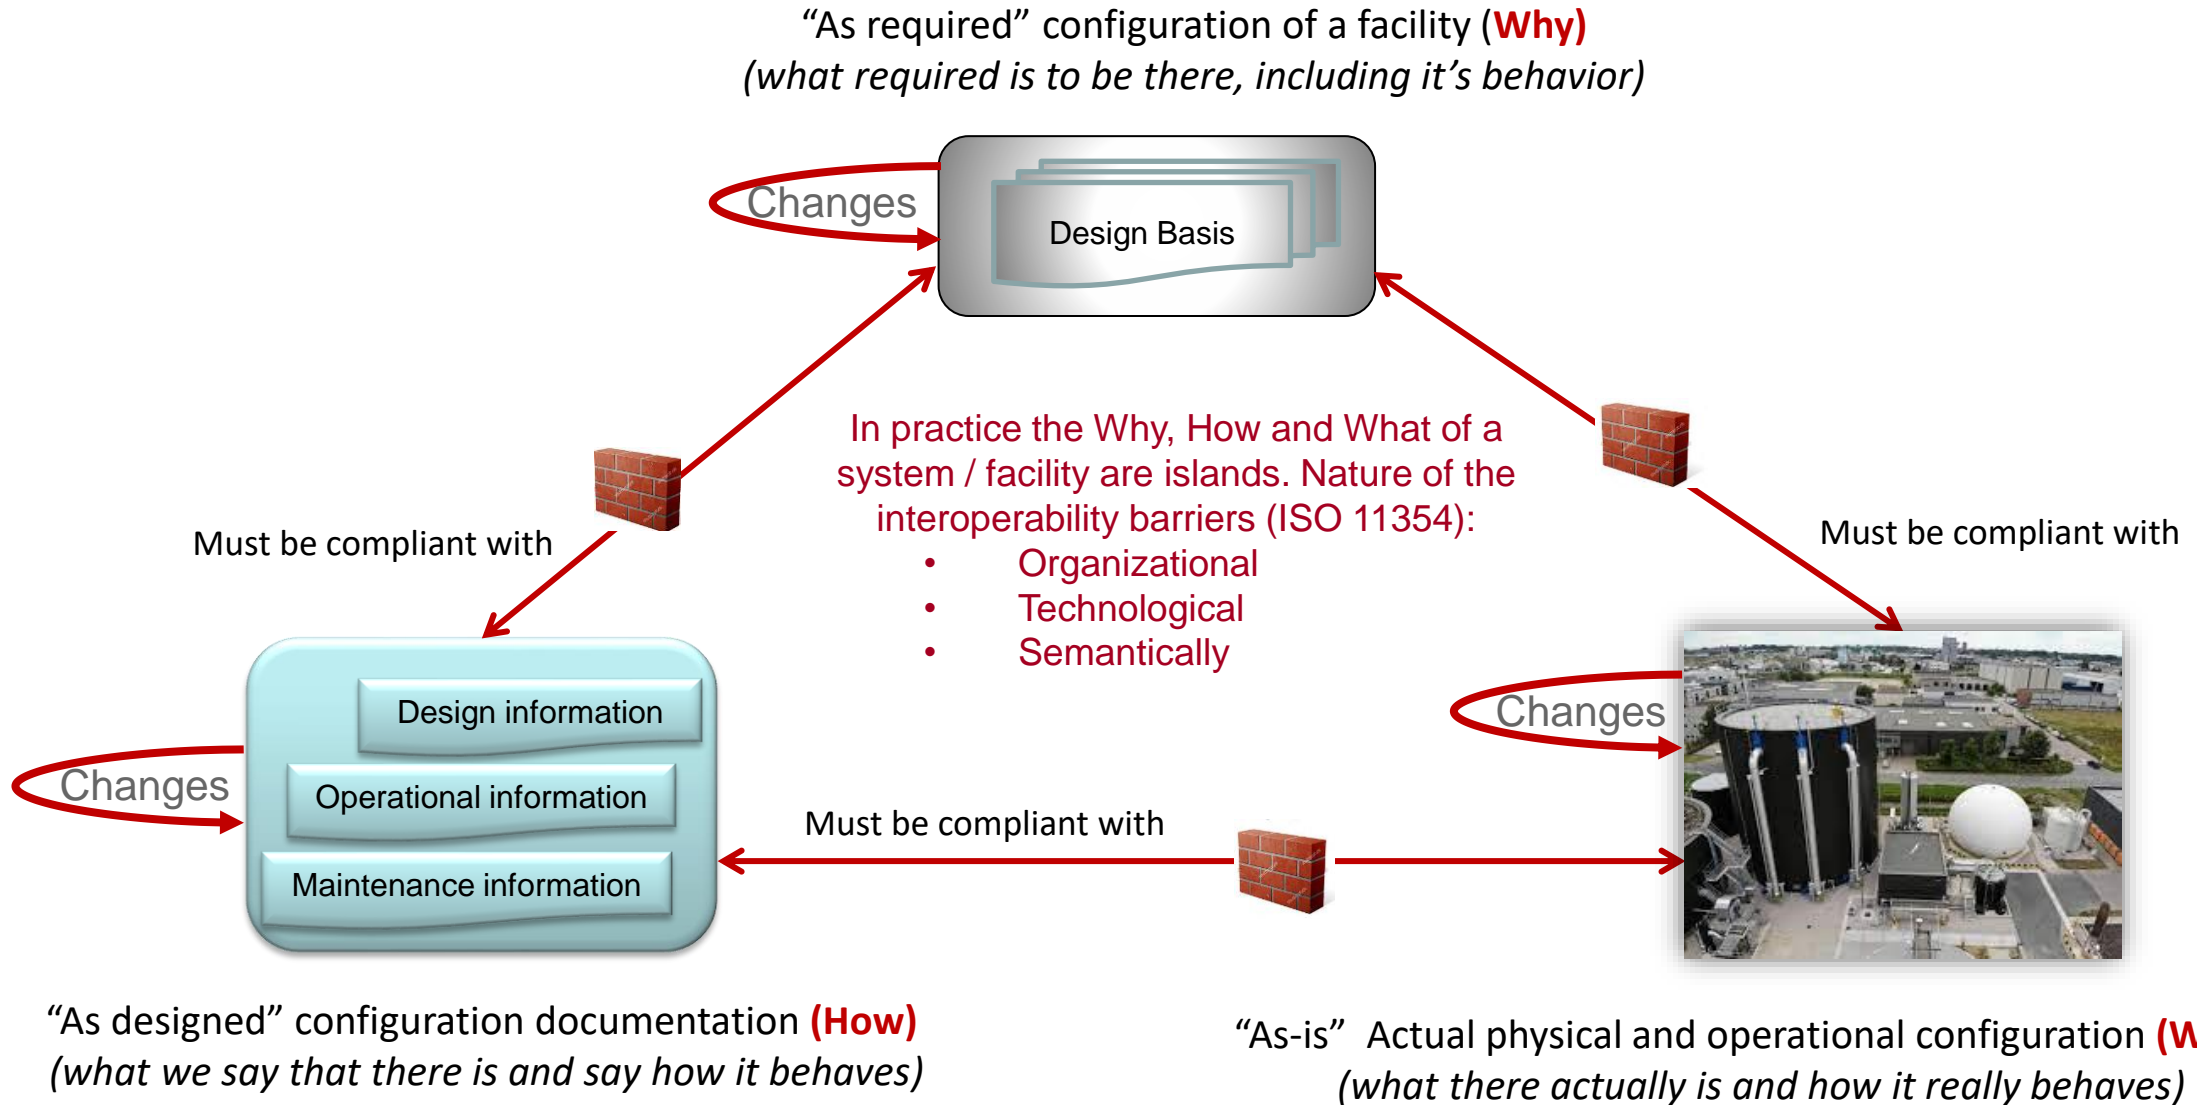 “As required” configuration of a facility (Why)
(what required is to be there, including it’s behavior)
Changes
Design Basis
In practice the Why, How and What of a
system / facility are islands. Nature of the
interoperability barriers (ISO 11354):
• Organizational
• Technological
• Semantically
Must be compliant with
Must be compliant with
Design information
Operational information
Maintenance information
Changes
Changes
Must be compliant with
“As designed” configuration documentation (How)
(what we say that there is and say how it behaves)
“As-is” Actual physical and operational configuration (W
(what there actually is and how it really behaves)